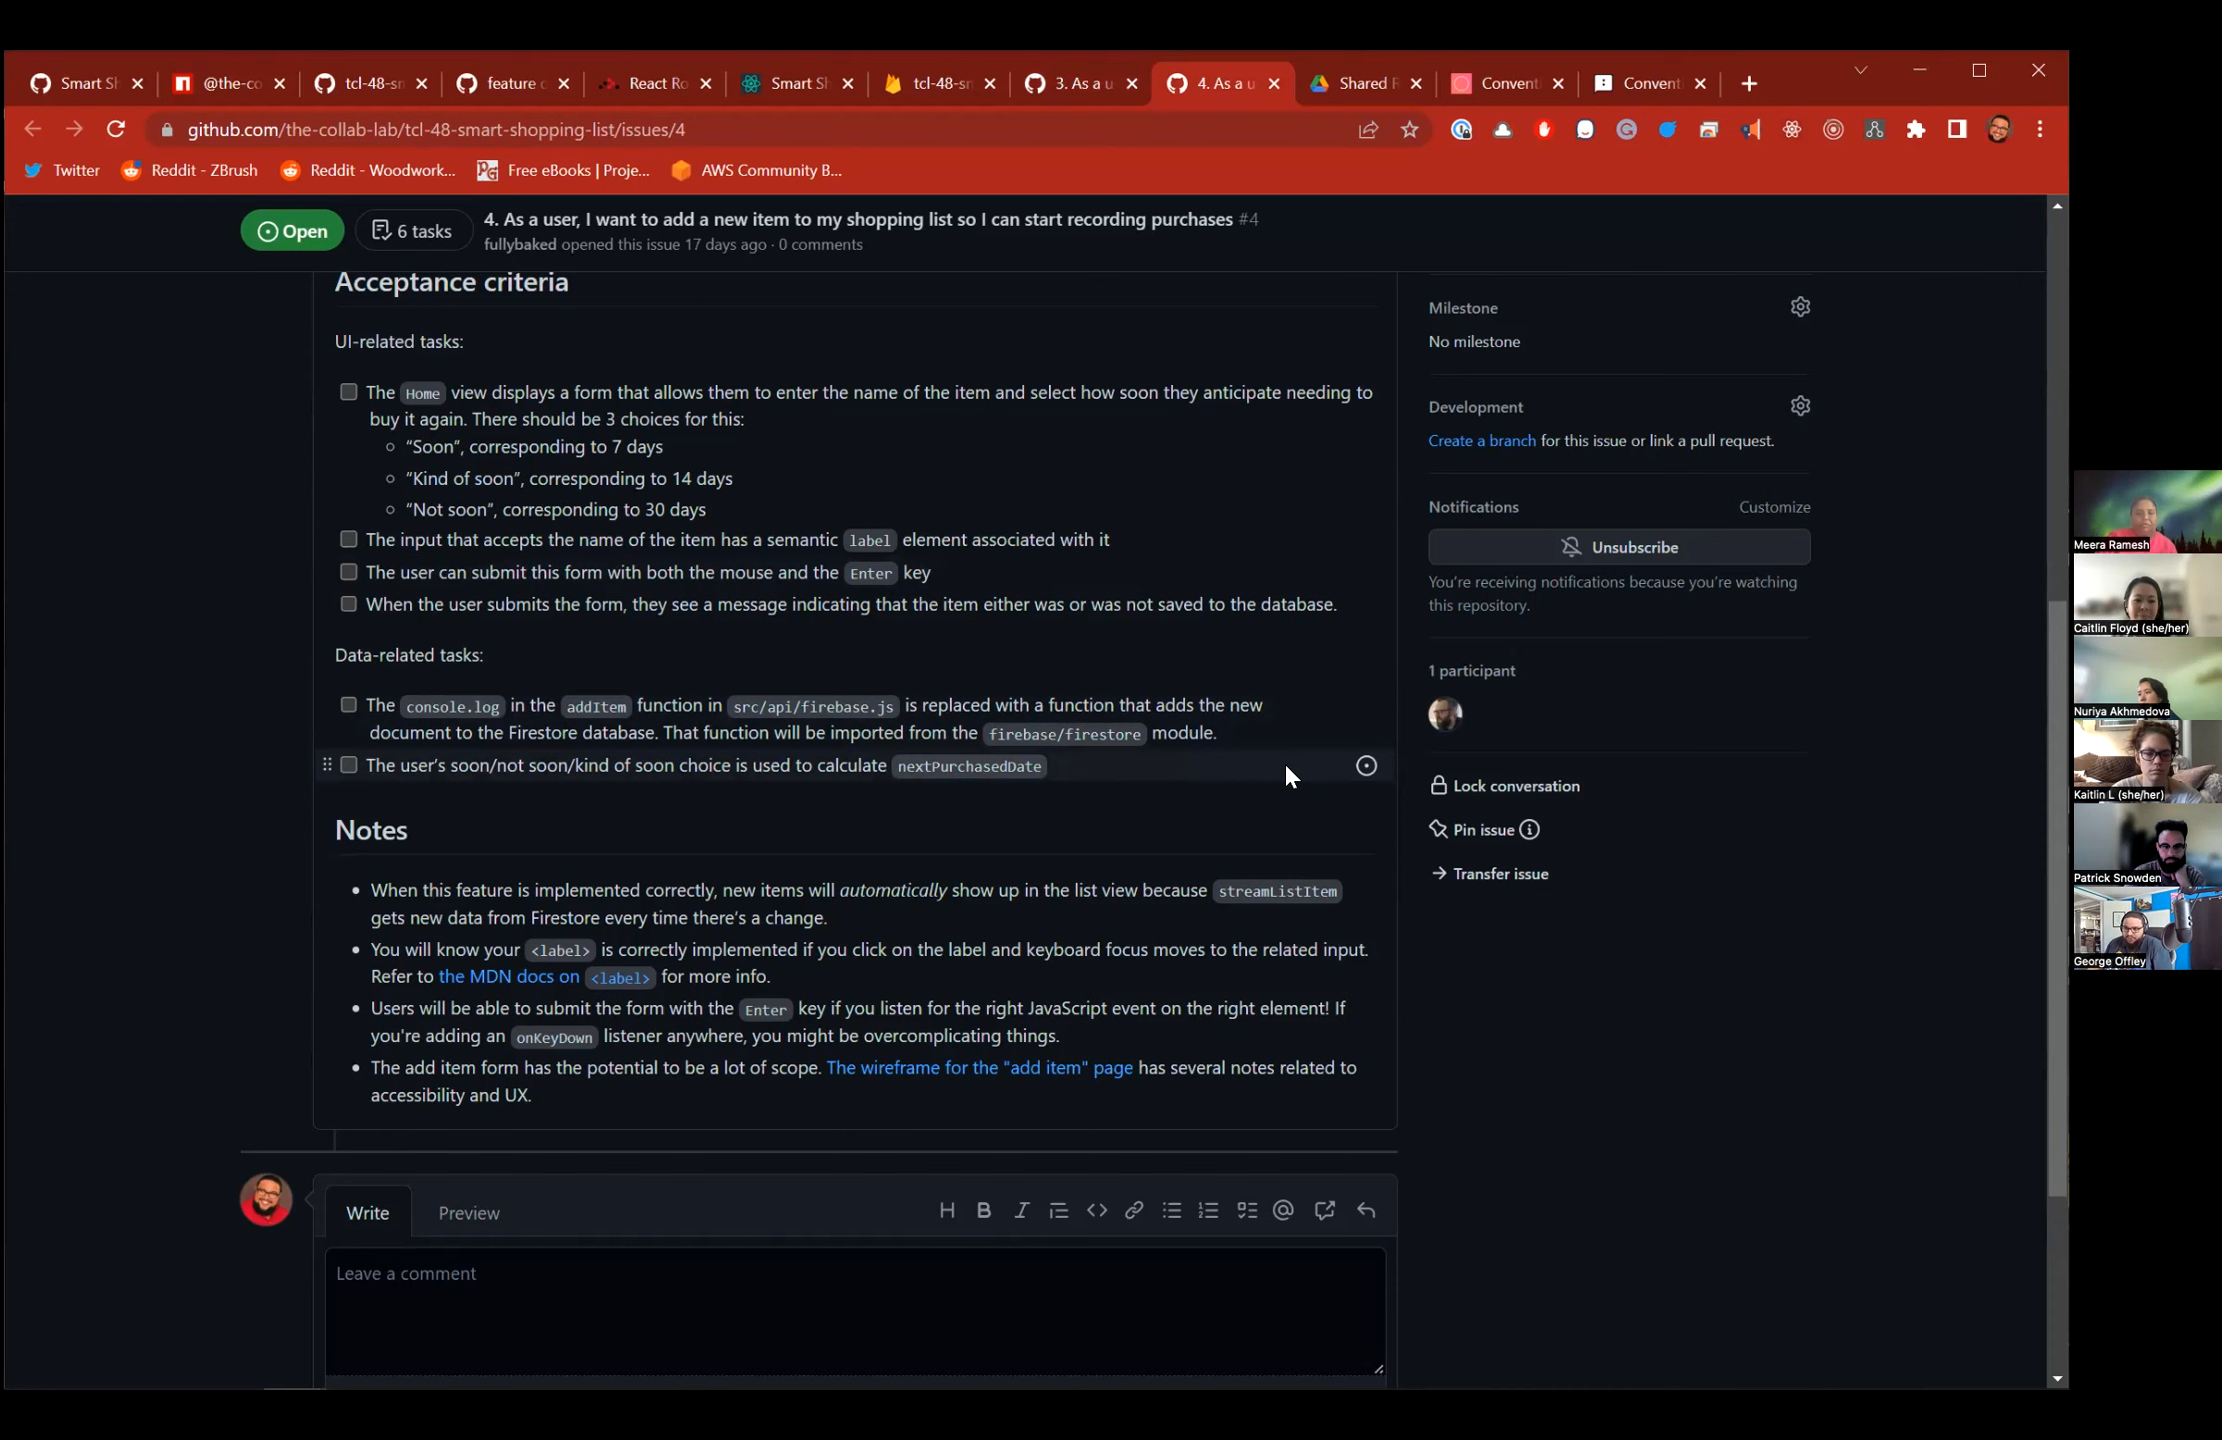 Smart Sh
@the-co
tcl-48-sm
feature c
React Ro
Smart Sh
tcl-48-sm
3. As a u
4. As a u
Shared F
Conventi
Conventi
github.com/the-collab-lab/tcl-48-smart-shopping-list/issues/4
Twitter
Reddit - ZBrush
Reddit - Woodwork...
Free eBooks | Proje...
AWS Community B...
Open
6 tasks
4. As a user, I want to add a new item to my shopping list so I can start recording purchases #4
fullybaked opened this issue 17 days ago · 0 comments
Acceptance criteria
UI-related tasks:
The Home view displays a form that allows them to enter the name of the item and select how soon they anticipate needing to
buy it again. There should be 3 choices for this:
“Soon”, corresponding to 7 days
“Kind of soon”, corresponding to 14 days
“Not soon”, corresponding to 30 days
The input that accepts the name of the item has a semantic label element associated with it
The user can submit this form with both the mouse and the Enter key
When the user submits the form, they see a message indicating that the item either was or was not saved to the database.
Data-related tasks:
The console.log in the addItem function in src/api/firebase.js is replaced with a function that adds the new
document to the Firestore database. That function will be imported from the firebase/firestore module.
The user’s soon/not soon/kind of soon choice is used to calculate nextPurchasedDate
Notes
When this feature is implemented correctly, new items will automatically show up in the list view because streamListItem
gets new data from Firestore every time there’s a change.
You will know your <label> is correctly implemented if you click on the label and keyboard focus moves to the related input.
Refer to the MDN docs on <label> for more info.
Users will be able to submit the form with the Enter key if you listen for the right JavaScript event on the right element! If
you're adding an onKeyDown listener anywhere, you might be overcomplicating things.
The add item form has the potential to be a lot of scope. The wireframe for the "add item" page has several notes related to
accessibility and UX.
Write
Preview
Leave a comment
Milestone
No milestone
Development
Create a branch for this issue or link a pull request.
Notifications
Customize
Unsubscribe
You’re receiving notifications because you’re watching
this repository.
1 participant
Lock conversation
Pin issue
Transfer issue
Meera Ramesh
Caitlin Floyd (she/her)
Nuriya Akhmedova
Kaitlin L (she/her)
Patrick Snowden
George Offley